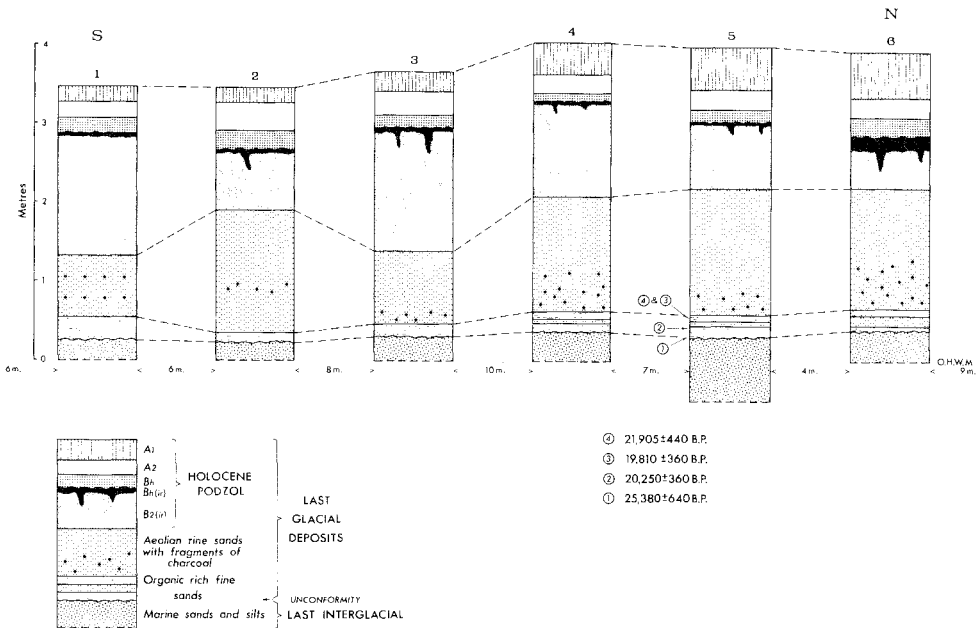 S
N
1
2
3
4
5
6
Metres
4
3
2
1
0
④ & ③
②
①
O.H.W.M
6 m. > < 6 m. > < 8 m. > < 10 m. > < 7 m. > < 4 m. > < 9 m.
A1
A2
Bh
Bh(ir)
B2(ir)
HOLOCENE
PODZOL
Aeolian rine sands
with fragments of
charcoal
Organic rich fine
sands
UNCONFORMITY
Marine sands and silts
LAST
GLACIAL
DEPOSITS
LAST INTERGLACIAL
④ 21,905±440 B.P.
③ 19,810 ±360 B.P.
② 20,250±360 B.P.
① 25,380±640 B.P.